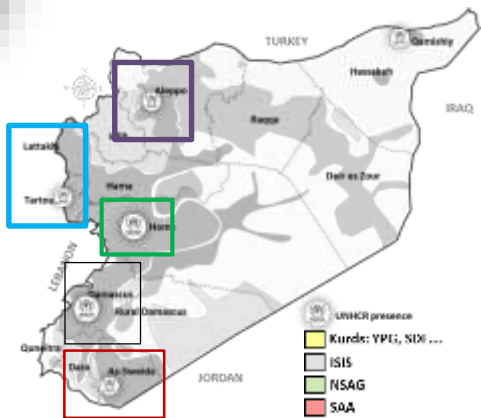 TURKEY
Qamishly
Hassakeh
IRAQ
Aleppo
Raqqa
Lattakia
Hama
Deir ez Zour
Tartous
Homs
LEBANON
Damascus
Rural Damascus
UNHCR presence
Quneitra
Kurds: YPG, SDF ...
Dara
As-Sweida
JORDAN
ISIS
NSAG
SAA